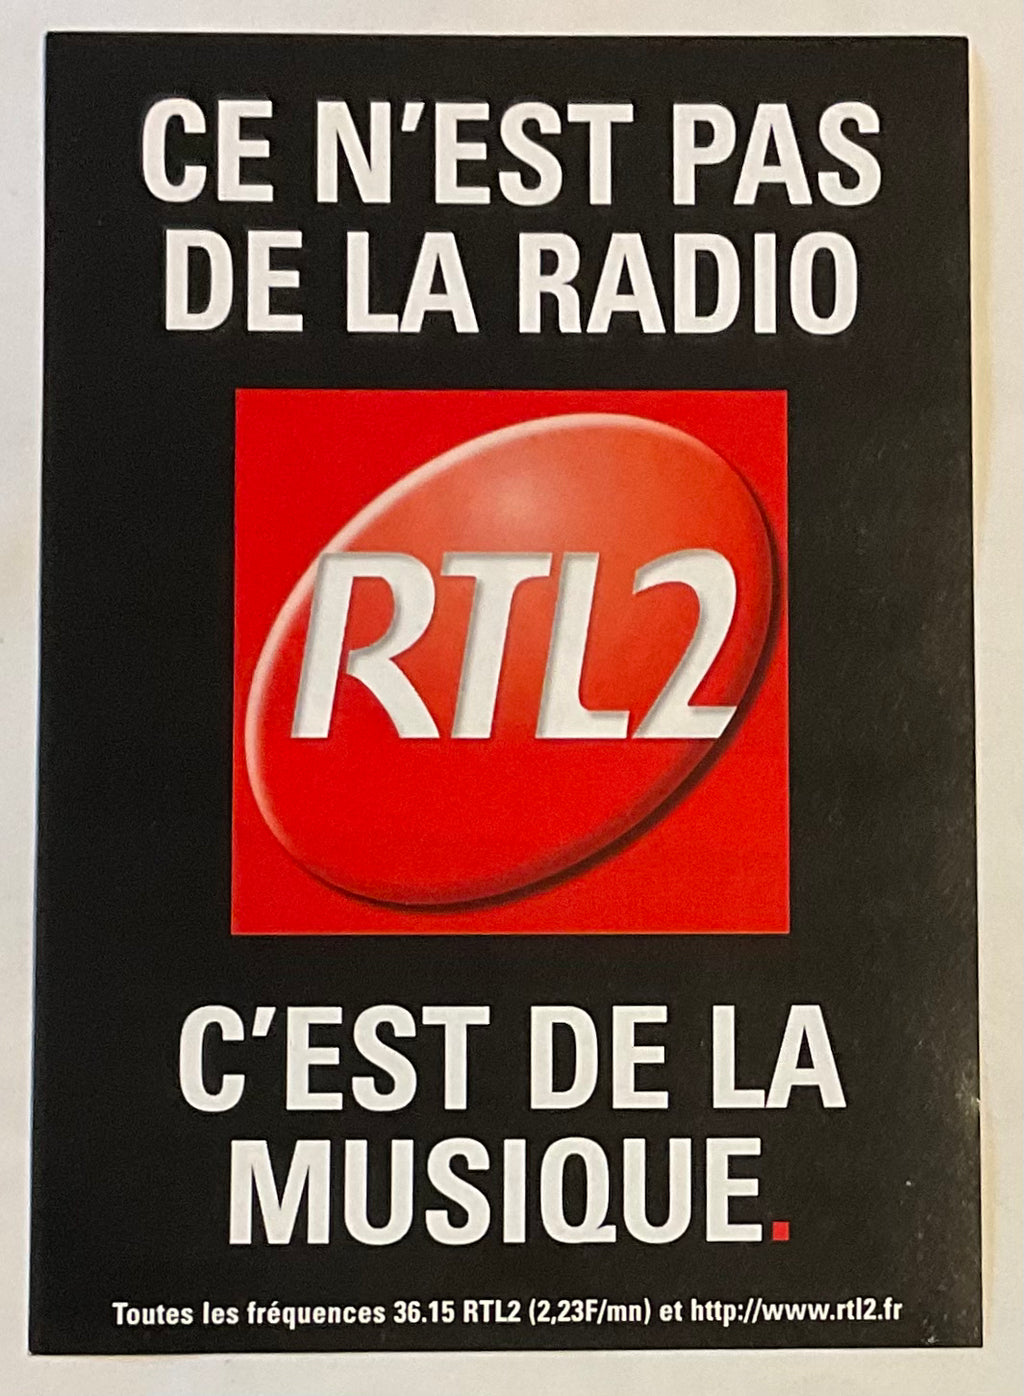 CE N'EST PAS
DE LA RADIO
RTL2
C'EST DE LA
MUSIQUE.
Toutes les fréquences 36.15 RTL2 (2,23F/mn) et http://www.rtl2.fr